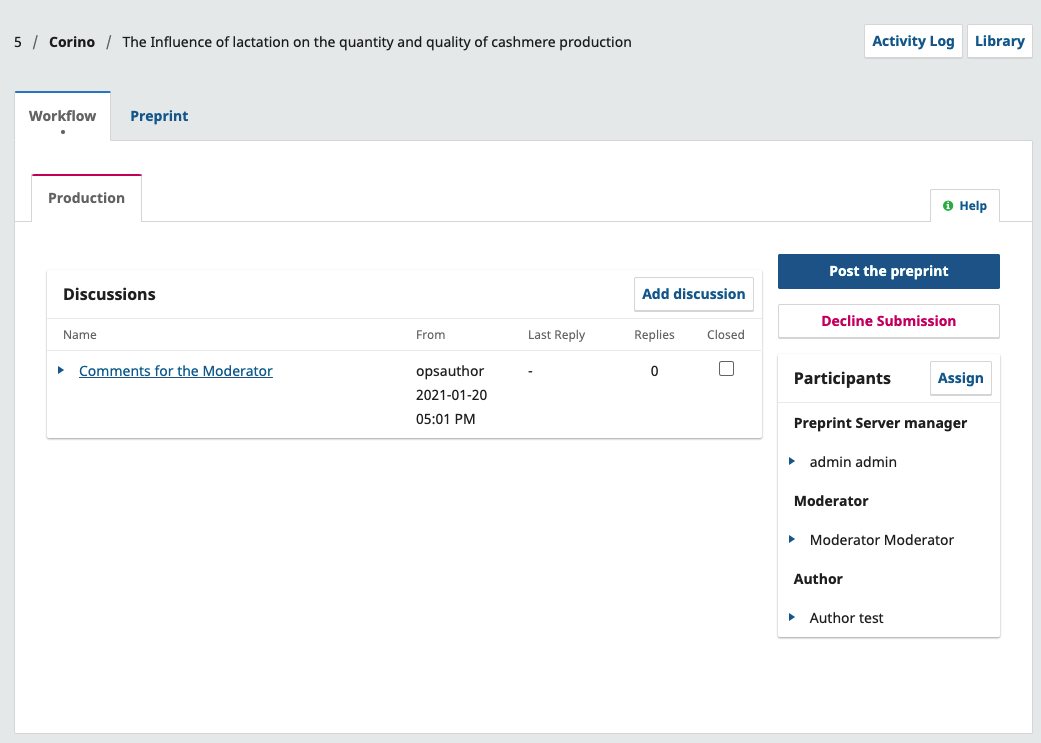 5 / Corino / The Influence of lactation on the quantity and quality of cashmere production
Activity Log
Library
Workflow
Preprint
Production
Help
Post the preprint
Decline Submission
Discussions
Add discussion
Name From Last Reply Replies Closed
Comments for the Moderator opsauthor - 0
2021-01-20
05:01 PM
Participants
Assign
Preprint Server manager
admin admin
Moderator
Moderator Moderator
Author
Author test